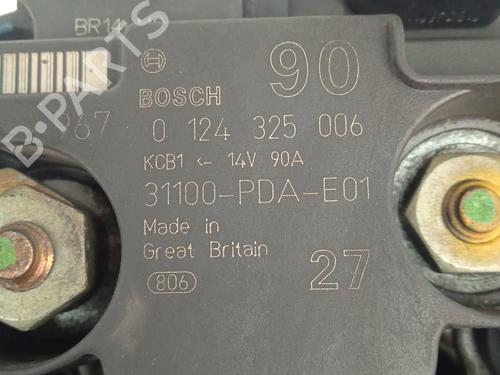 BR14
90
BOSCH
967 0 124 325 006
KCB1 <- 14V 90A
31100-PDA-E01
Made in
Great Britain
806 27
B-PARTS